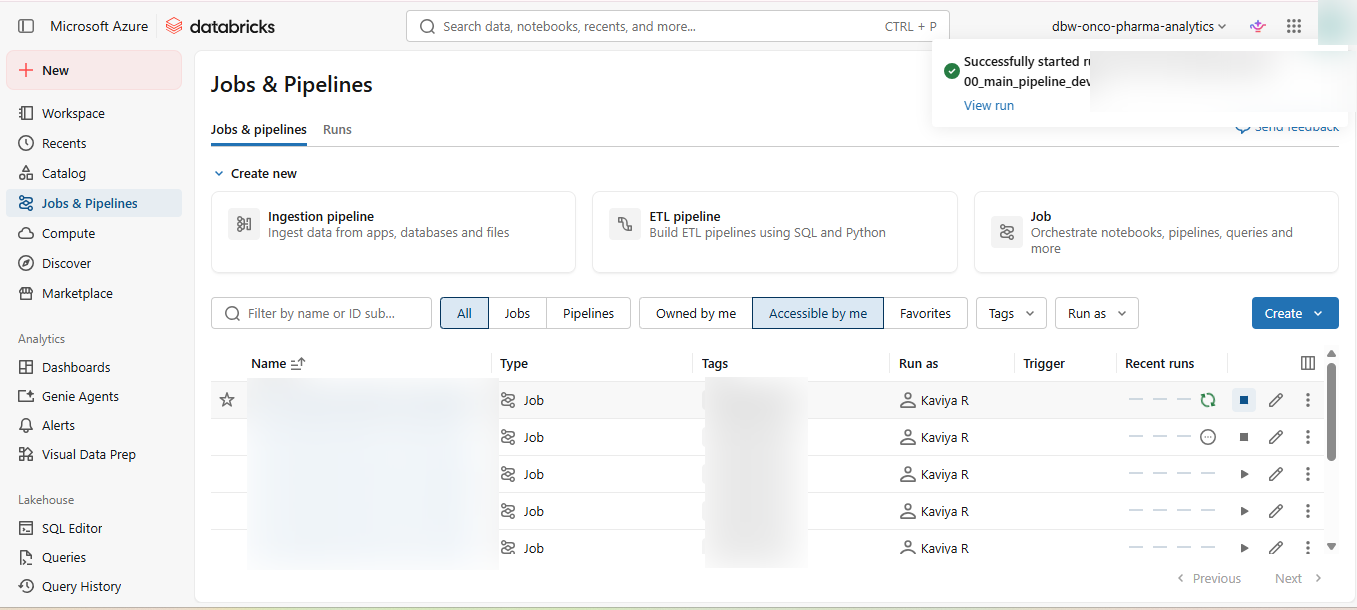 Microsoft Azure
databricks
Search data, notebooks, recents, and more...
CTRL + P
dbw-onco-pharma-analytics
New
Workspace
Recents
Catalog
Jobs & Pipelines
Compute
Discover
Marketplace
Analytics
Dashboards
Genie Agents
Alerts
Visual Data Prep
Lakehouse
SQL Editor
Queries
Query History
Jobs & Pipelines
Successfully started
00_main_pipeline_dev
View run
Send feedback
Jobs & pipelines
Runs
Create new
Ingestion pipeline
Ingest data from apps, databases and files
ETL pipeline
Build ETL pipelines using SQL and Python
Job
Orchestrate notebooks, pipelines, queries and
more
Filter by name or ID sub...
All
Jobs
Pipelines
Owned by me
Accessible by me
Favorites
Tags
Run as
Create
Name Type Tags Run as Trigger Recent runs
Job Kaviya R
Job Kaviya R
Job Kaviya R
Job Kaviya R
Job Kaviya R
Previous
Next